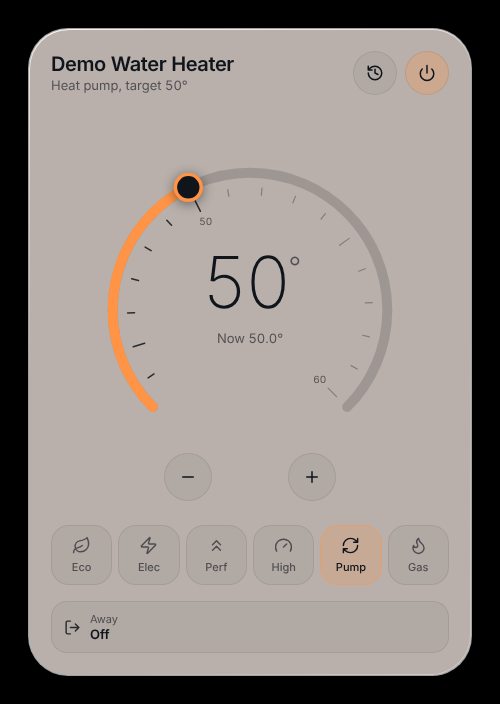 Demo Water Heater
Heat pump, target 50°
50
50°
Now 50.0°
60
Eco
Elec
Perf
High
Pump
Gas
Away
Off